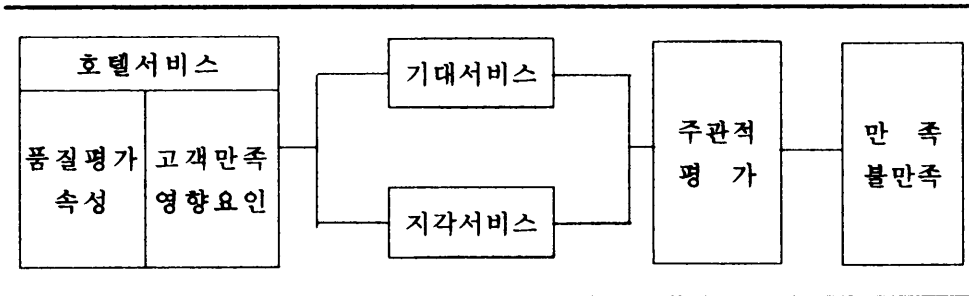 호텔서비스
품질평가
속성
고객만족
영향요인
기대서비스
지각서비스
주관적
평 가
만 족
불만족